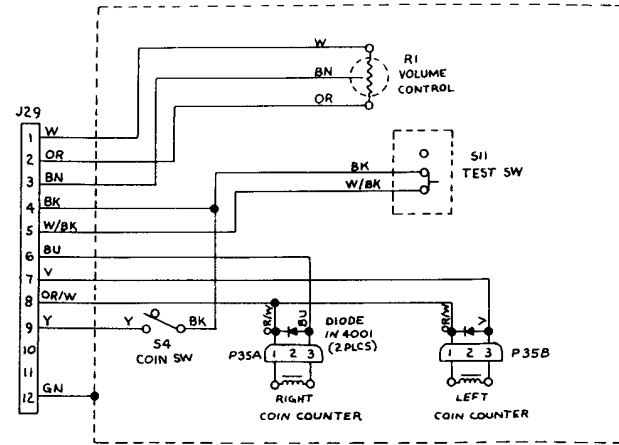 W
R1
VOLUME
CONTROL
BN
OR
J29
1 W
2 OR
3 BN
4 BK
5 W/BK
6 BU
7 V
8 OR/W
9 Y
10
11
12 GN
BK
W/BK
S11
TEST SW
Y
BK
S4
COIN SW
OR/W
BU
DIODE
IN 4001
(2 PLCS)
OR/W
V
P35A
1 2 3
1 2 3
P35B
RIGHT
COIN COUNTER
LEFT
COIN COUNTER